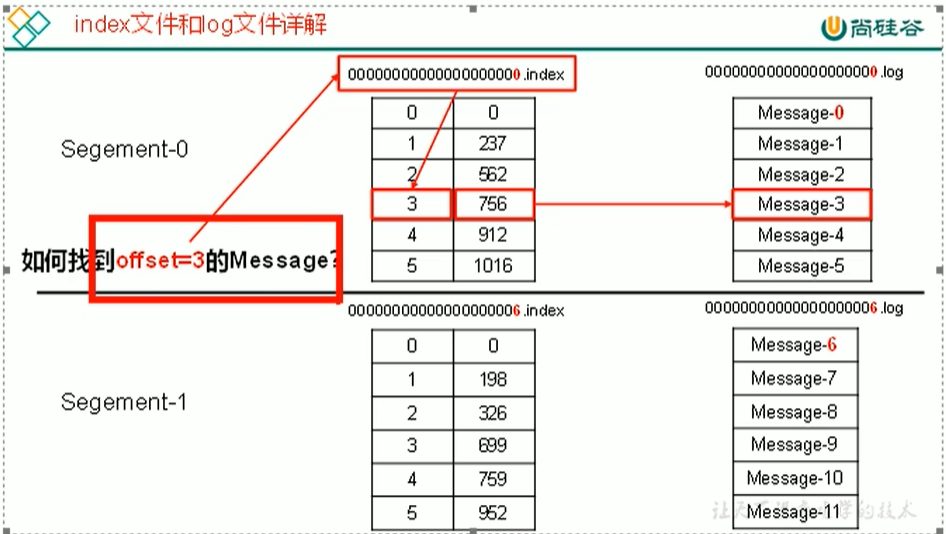 index文件和log文件详解
尚硅谷
00000000000000000000.index
00000000000000000000.log
Segement-0
0 0
1 237
2 562
3 756
4 912
5 1016
Message-0
Message-1
Message-2
Message-3
Message-4
Message-5
如何找到offset=3的Message?
00000000000000000006.index
00000000000000000006.log
Segement-1
0 0
1 198
2 326
3 699
4 759
5 952
Message-6
Message-7
Message-8
Message-9
Message-10
Message-11
让天下没有难学的技术